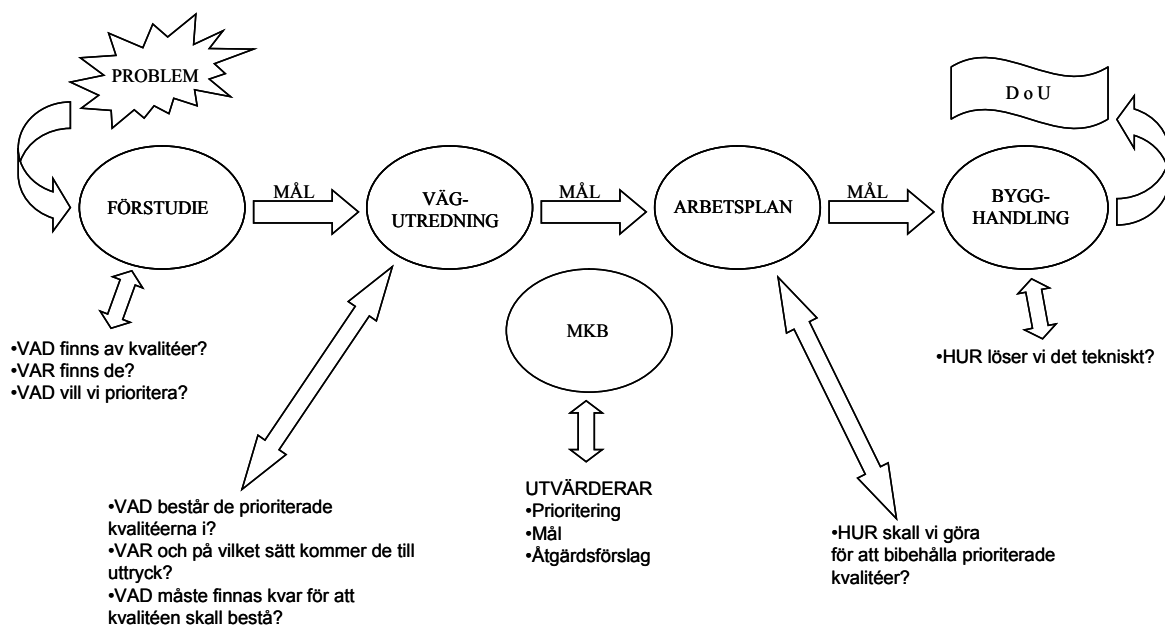 PROBLEM
D o U
FÖRSTUDIE
MÅL
VÄG-
UTREDNING
MÅL
ARBETSPLAN
MÅL
BYGG-
HANDLING
MKB
•VAD finns av kvalitéer?
•VAR finns de?
•VAD vill vi prioritera?
•HUR löser vi det tekniskt?
•VAD består de prioriterade
kvalitéerna i?
•VAR och på vilket sätt kommer de till
uttryck?
•VAD måste finnas kvar för att
kvalitéen skall bestå?
UTVÄRDERAR
•Prioritering
•Mål
•Åtgärdsförslag
•HUR skall vi göra
för att bibehålla prioriterade
kvalitéer?